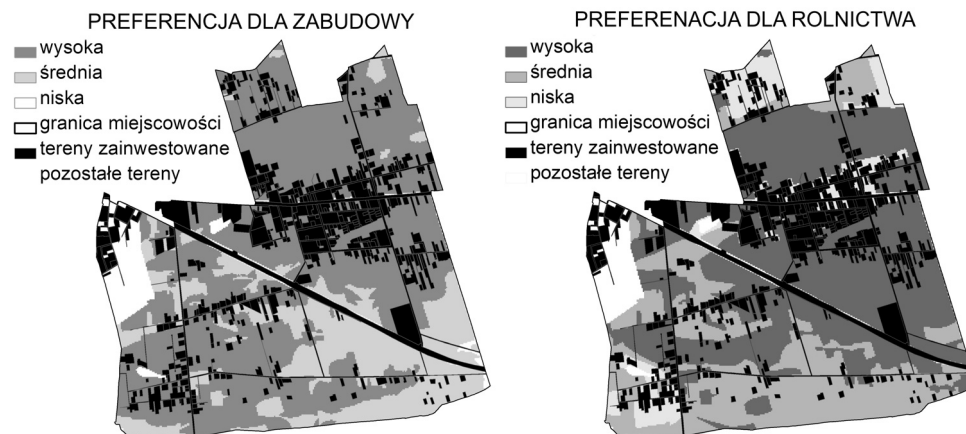 PREFERENCJA DLA ZABUDOWY
wysoka
średnia
niska
granica miejscowości
tereny zainwestowane
pozostałe tereny
PREFERENACJA DLA ROLNICTWA
wysoka
średnia
niska
granica miejscowości
tereny zainwestowane
pozostałe tereny